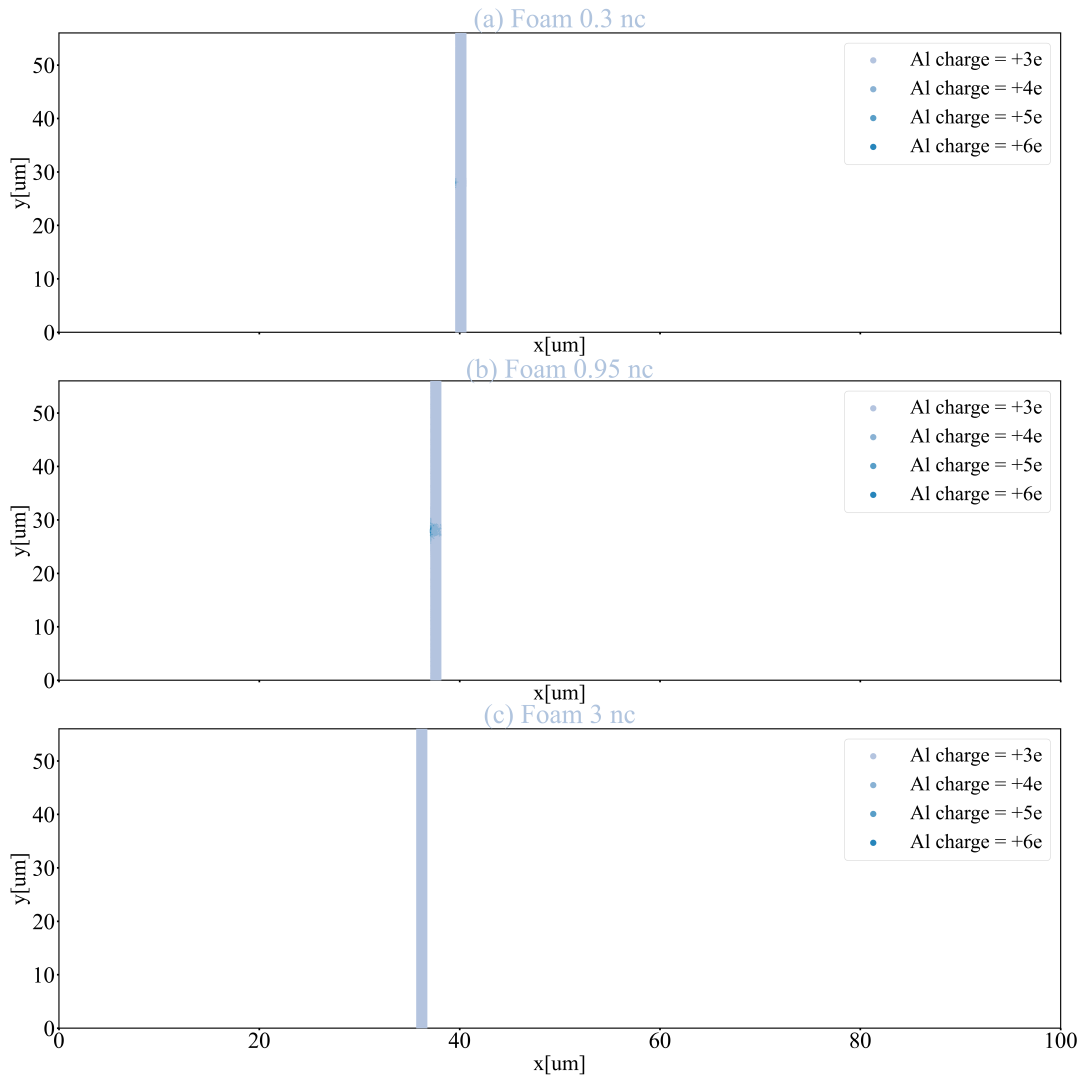 (a) Foam 0.3 nc
50
40
30
20
10
0
y[um]
Al charge = +3e
Al charge = +4e
Al charge = +5e
Al charge = +6e
x[um]
(b) Foam 0.95 nc
50
40
30
20
10
0
y[um]
Al charge = +3e
Al charge = +4e
Al charge = +5e
Al charge = +6e
x[um]
(c) Foam 3 nc
50
40
30
20
10
0
y[um]
Al charge = +3e
Al charge = +4e
Al charge = +5e
Al charge = +6e
0 20 40 60 80 100
x[um]